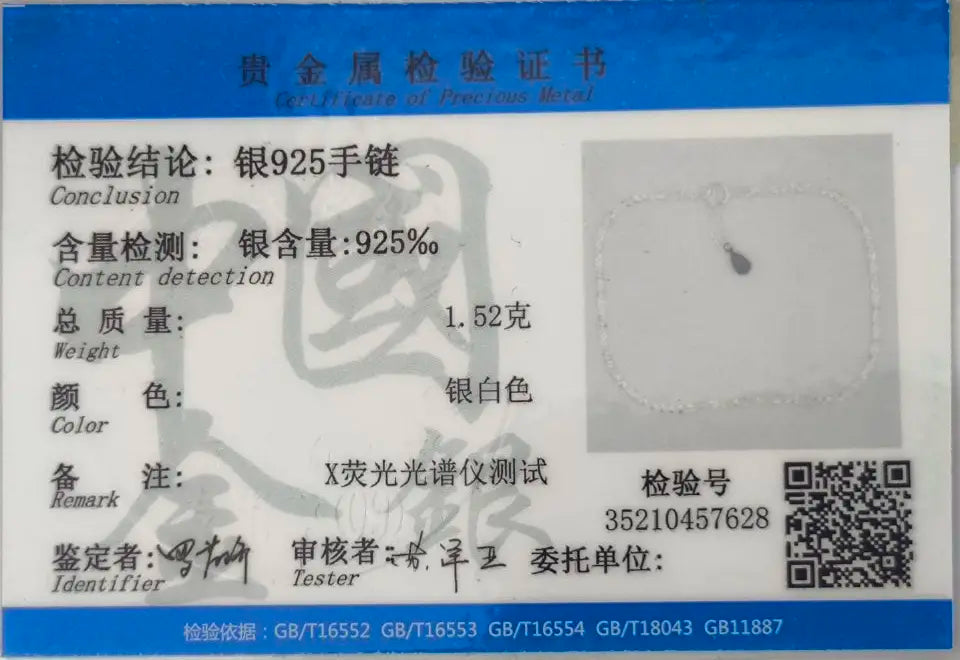 贵金属检验证书
Certificate of Precious Metal
检验结论: 银925手链
Conclusion
含量检测: 银含量:925‰
Content detection
总质量: 1.52克
Weight
颜色: 银白色
Color
备注: X荧光光谱仪测试
Remark
检验号
35210457628
鉴定者: 审核者: 委托单位:
Identifier Tester
检验依据：GB/T16552 GB/T16553 GB/T16554 GB/T18043 GB11887
中國
金銀